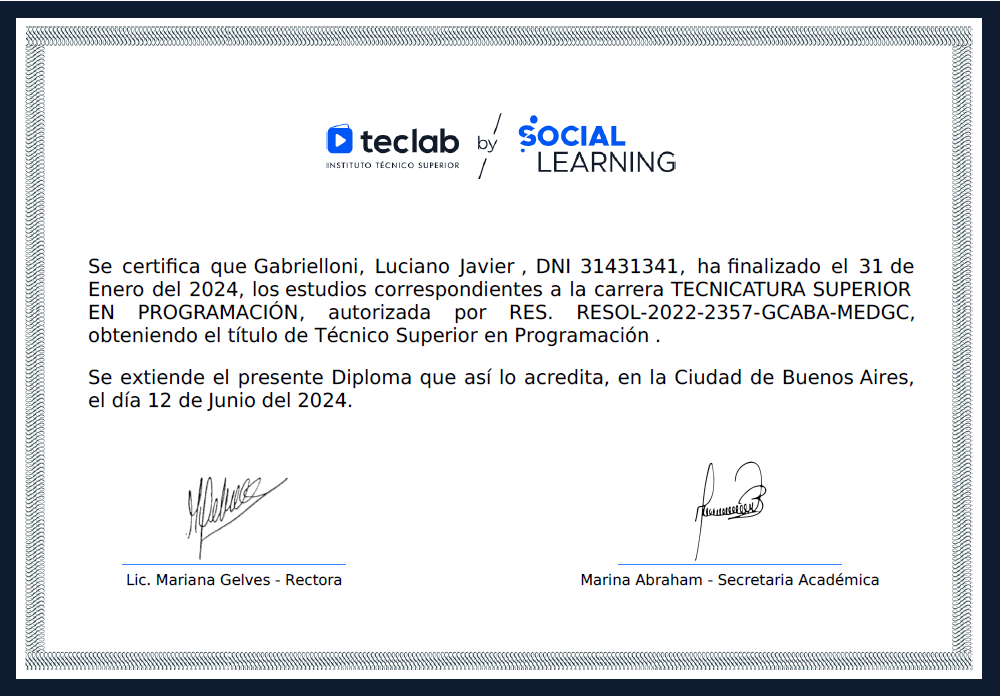 teclab by SOCIAL
INSTITUTO TÉCNICO SUPERIOR LEARNING
Se certifica que Gabrielloni, Luciano Javier , DNI 31431341, ha finalizado el 31 de
Enero del 2024, los estudios correspondientes a la carrera TECNICATURA SUPERIOR
EN PROGRAMACIÓN, autorizada por RES. RESOL-2022-2357-GCABA-MEDGC,
obteniendo el título de Técnico Superior en Programación .
Se extiende el presente Diploma que así lo acredita, en la Ciudad de Buenos Aires,
el día 12 de Junio del 2024.
Lic. Mariana Gelves - Rectora
Marina Abraham - Secretaria Académica